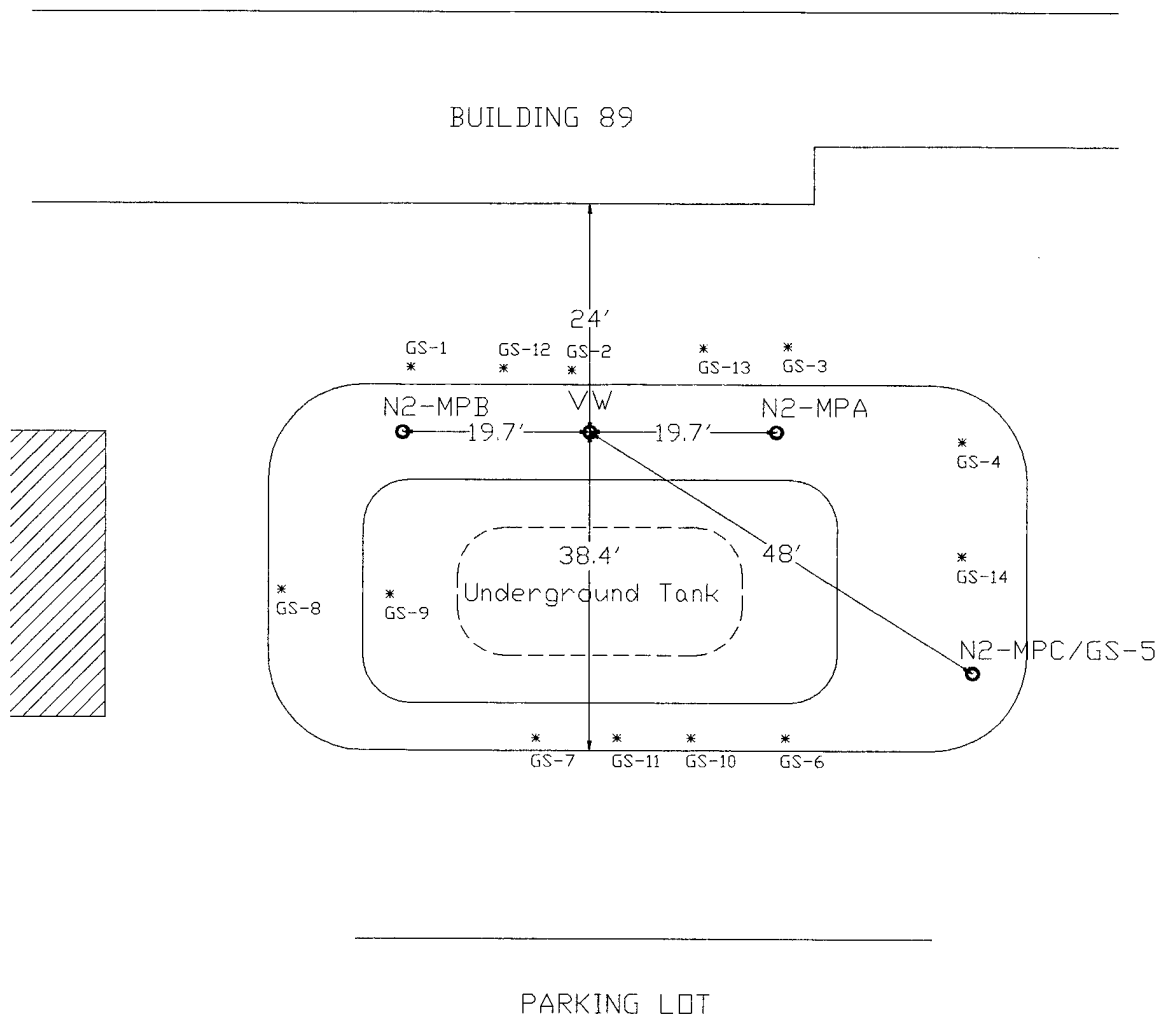 BUILDING 89
24'
GS-1
GS-12
GS-2
GS-13
GS-3
VW
N2-MPB
N2-MPA
19.7'
19.7'
GS-4
38.4'
48'
GS-14
Underground Tank
GS-8
GS-9
N2-MPC/GS-5
GS-7
GS-11
GS-10
GS-6
PARKING LOT